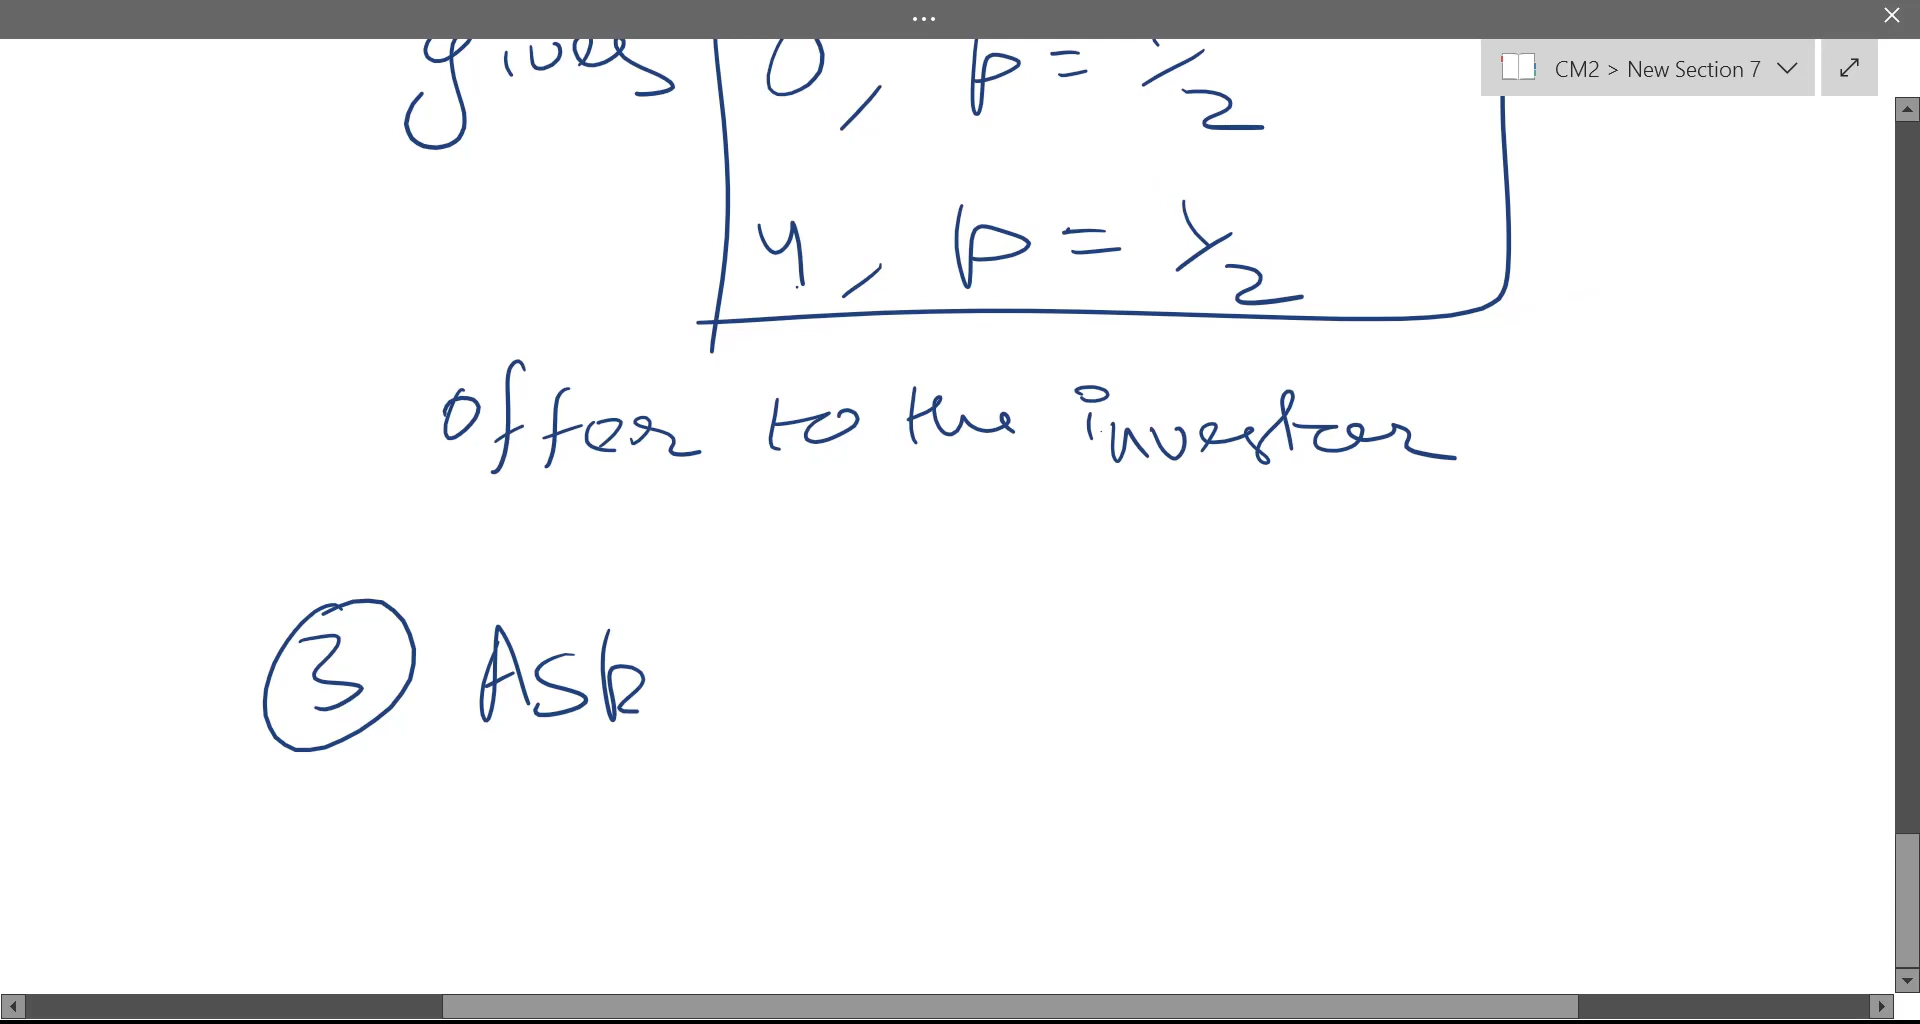 CM2 > New Section 7
gives 0, p = 1/2
4, p = 1/2
offer to the investor
3 Ask